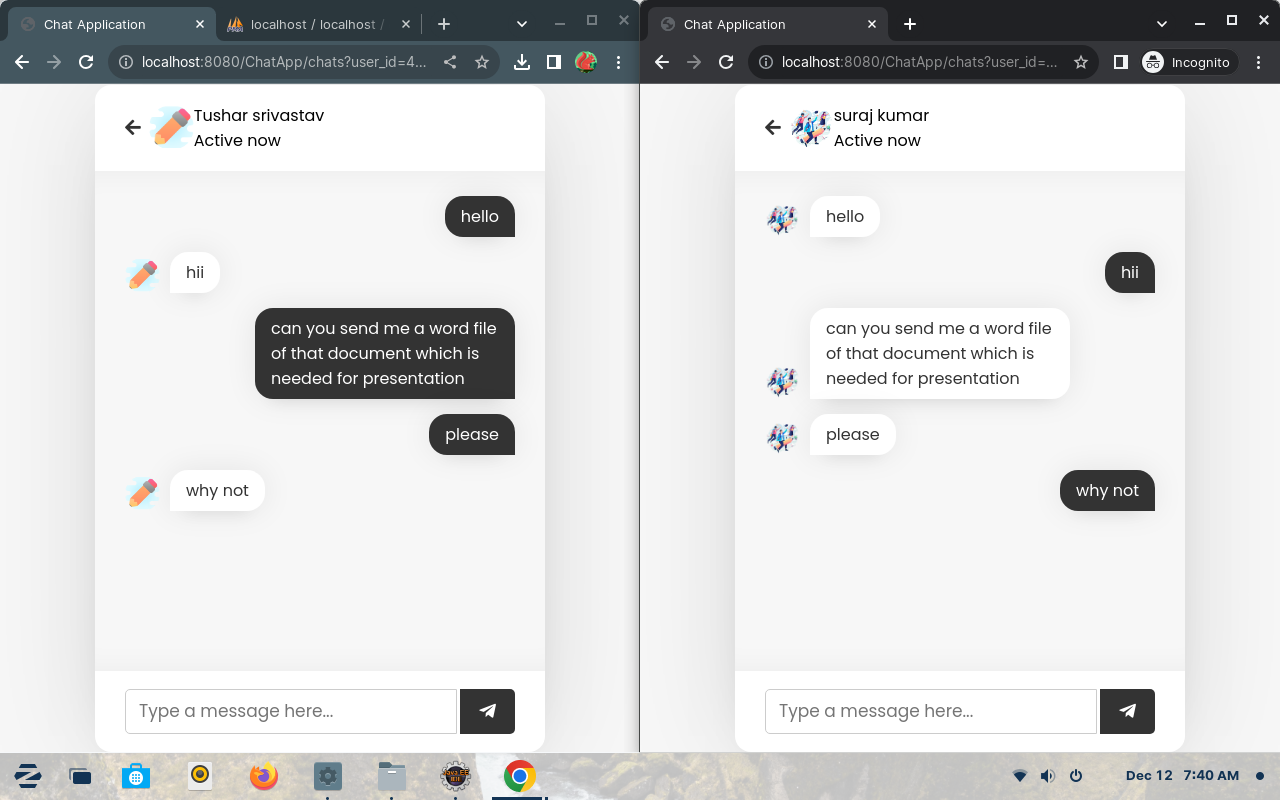 Chat Application
localhost / localhost /
localhost:8080/ChatApp/chats?user_id=4...
Tushar srivastav
Active now
hello
hii
can you send me a word file
of that document which is
needed for presentation
please
why not
Type a message here...
Chat Application
localhost:8080/ChatApp/chats?user_id=...
Incognito
suraj kumar
Active now
hello
hii
can you send me a word file
of that document which is
needed for presentation
please
why not
Type a message here...
Java EE
Dec 12 7:40 AM